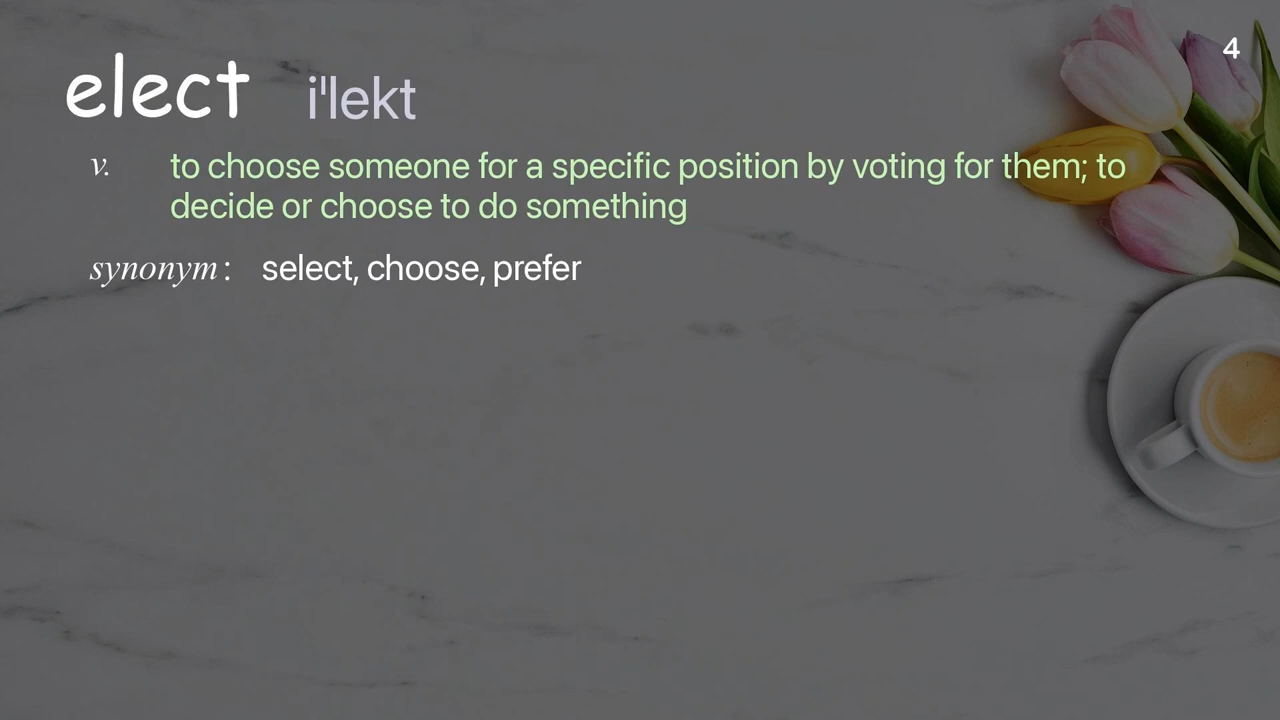 4
elect iˈlekt
v. to choose someone for a specific position by voting for them; to
decide or choose to do something
synonym: select, choose, prefer